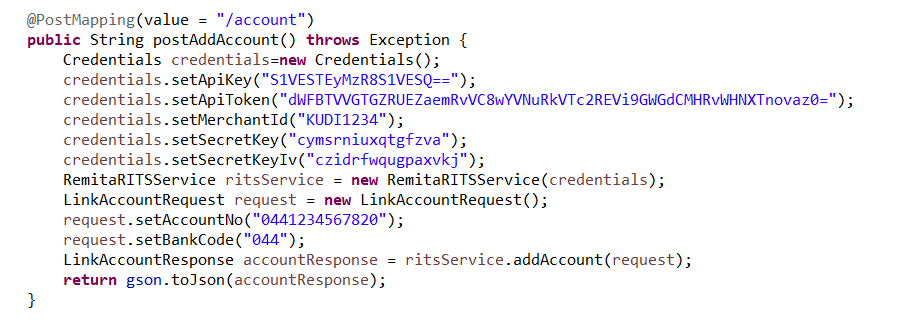 @PostMapping(value = "/account")
public String postAddAccount() throws Exception {
Credentials credentials=new Credentials();
credentials.setApiKey("S1VESTEyMzR8S1VESQ==");
credentials.setApiToken("dWFBTVVGTGZRUEZaemRvVC8wYVNuRkVTc2REVi9GWGdCMHRvWHNXTnovaz0=");
credentials.setMerchantId("KUDI1234");
credentials.setSecretKey("cymsrniuxqtgfzva");
credentials.setSecretKeyIv("czidrfwqugpaxvkj");
RemitaRITSService ritsService = new RemitaRITSService(credentials);
LinkAccountRequest request = new LinkAccountRequest();
request.setAccountNo("0441234567820");
request.setBankCode("044");
LinkAccountResponse accountResponse = ritsService.addAccount(request);
return gson.toJson(accountResponse);
}